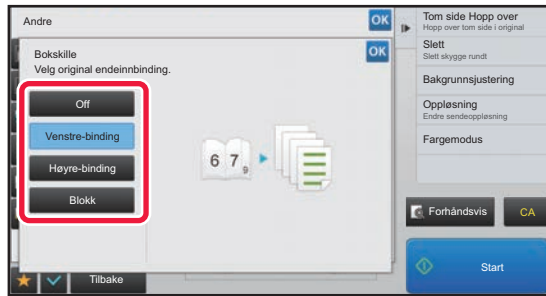 Andre
OK
Bokskille
OK
Velg original endeinnbinding.
Off
Venstre-binding
Høyre-binding
Blokk
6 7 9
Tilbake
Tom side Hopp over
Hopp over tom side i original
Slett
Slett skygge rundt
Bakgrunnsjustering
Oppløsning
Endre sendeoppløsning
Fargemodus
Forhåndsvis
CA
Start